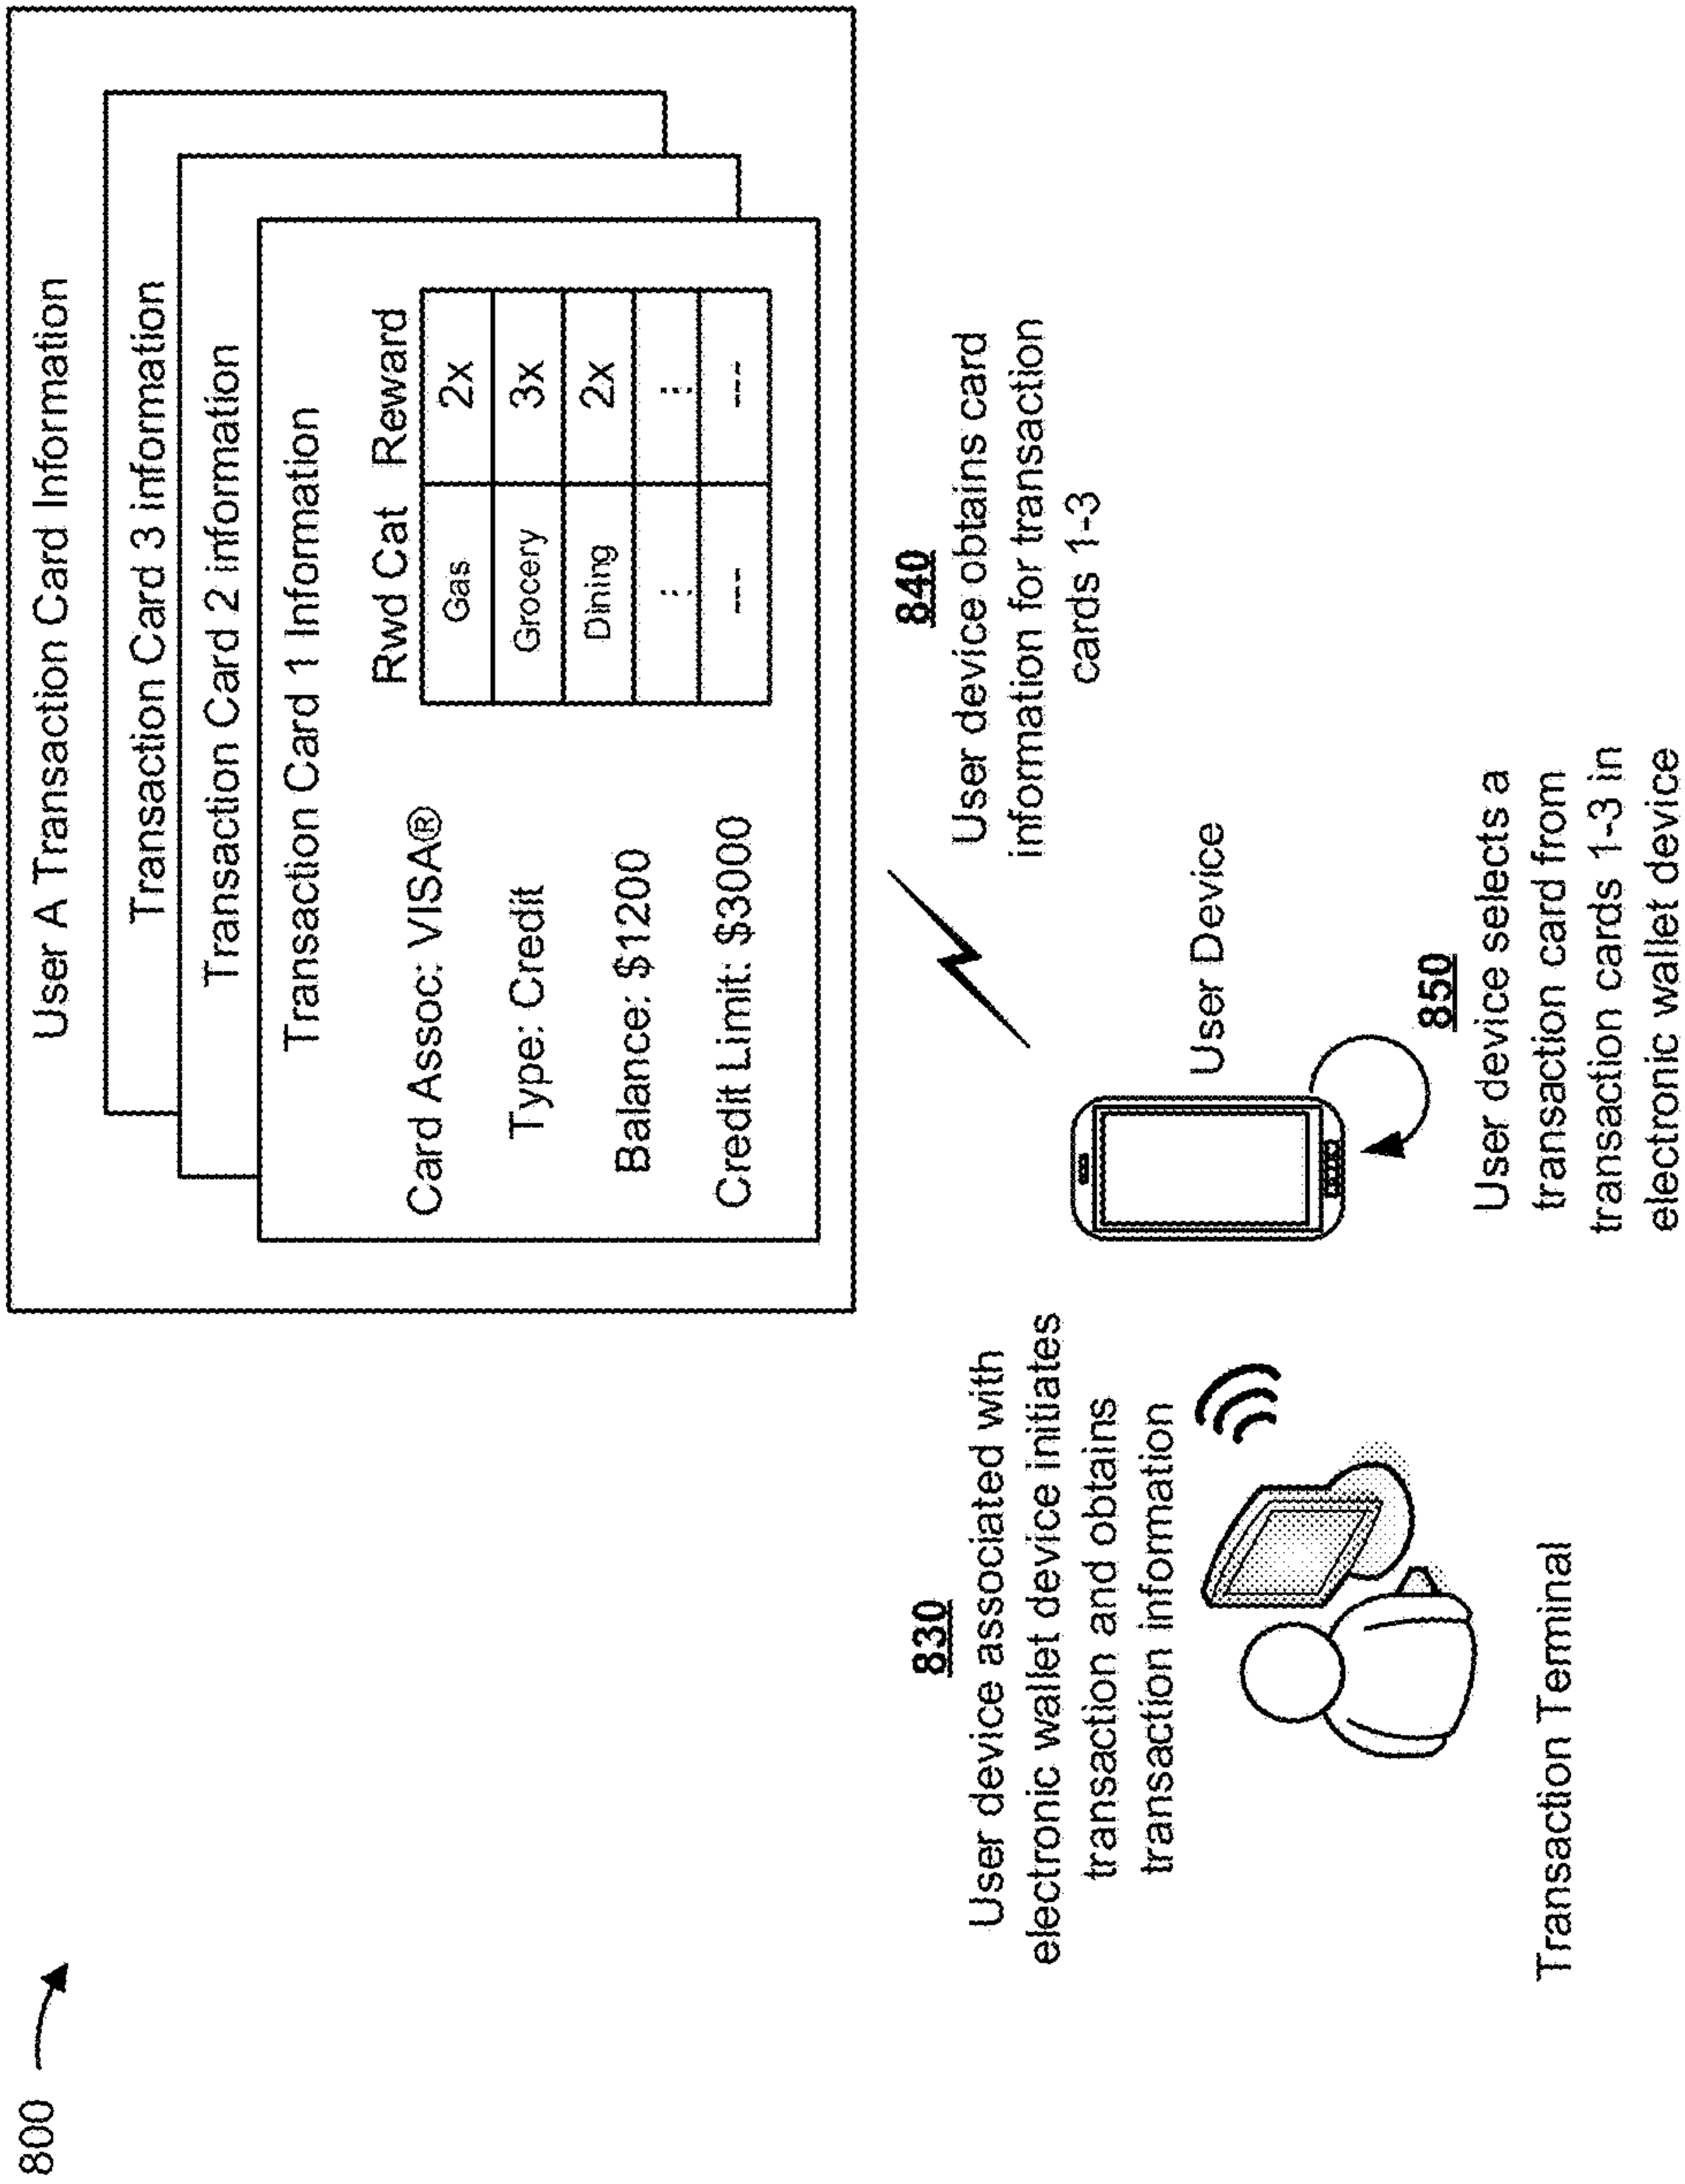 800
User A Transaction Card Information
Transaction Card 3 information
Transaction Card 2 information
Transaction Card 1 Information
Card Assoc: VISA®
Type: Credit
Balance: $1200
Credit Limit: $3000
Rwd Cat Reward
Gas 2x
Grocery 3x
Dining 2x
: :
--- ---
830
User device associated with
electronic wallet device initiates
transaction and obtains
transaction information
Transaction Terminal
840
User device obtains card
information for transaction
cards 1-3
User Device
850
User device selects a
transaction card from
transaction cards 1-3 in
electronic wallet device